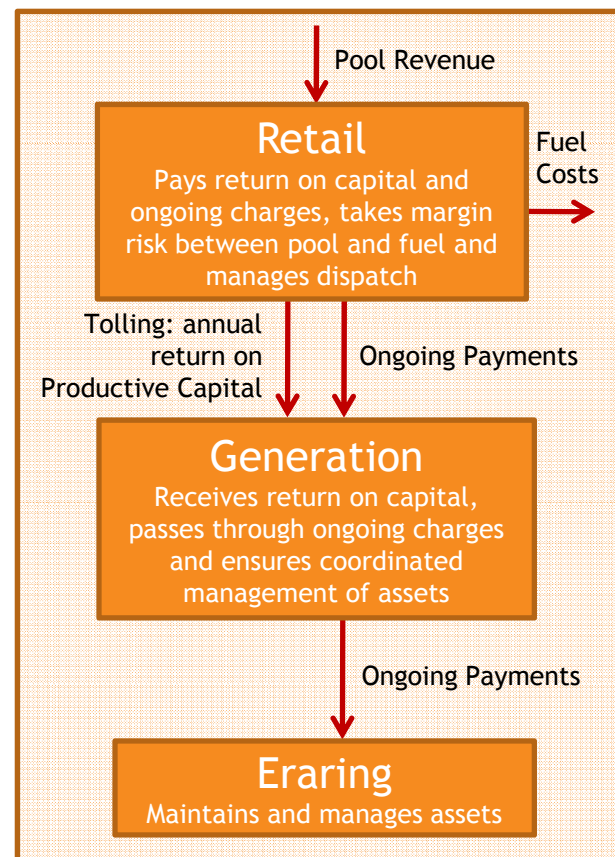 Pool Revenue
Retail
Pays return on capital and
ongoing charges, takes margin
risk between pool and fuel and
manages dispatch
Fuel
Costs
Tolling: annual
return on
Productive Capital
Ongoing Payments
Generation
Receives return on capital,
passes through ongoing charges
and ensures coordinated
management of assets
Ongoing Payments
Eraring
Maintains and manages assets